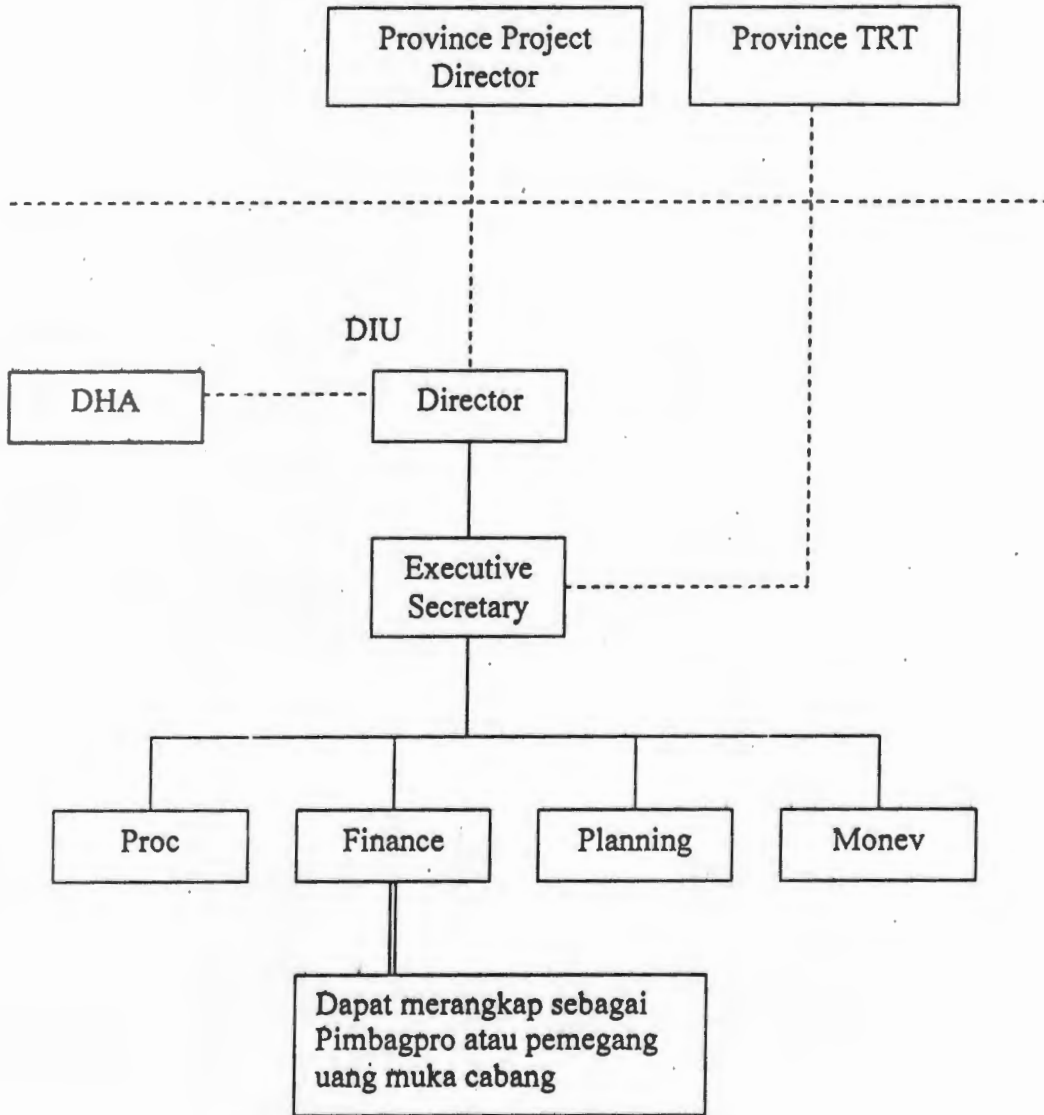 Province Project
Director
Province TRT
DIU
DHA
Director
Executive
Secretary
Proc
Finance
Planning
Monev
Dapat merangkap sebagai
Pimbagpro atau pemegang
uang muka cabang